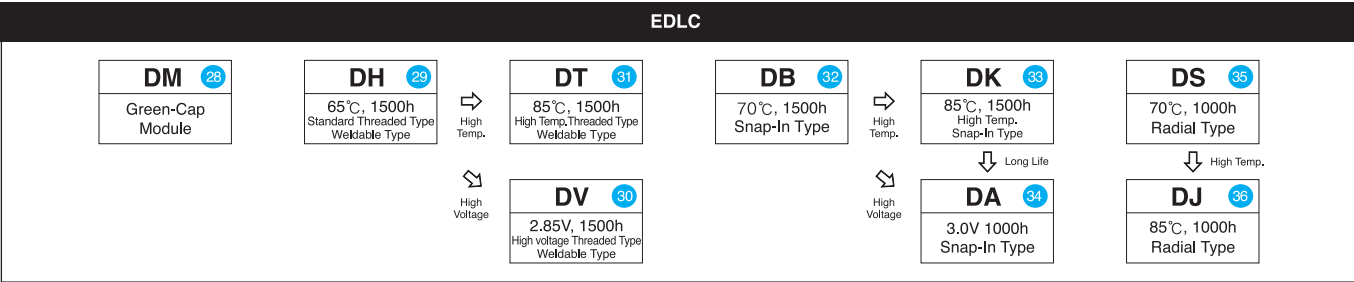 EDLC
DM 28
Green-Cap
Module
DH 29
65℃, 1500h
Standard Threaded Type
Weldable Type
High
Temp.
DT 31
85℃, 1500h
High Temp.Threaded Type
Weldable Type
High
Voltage
DV 30
2.85V, 1500h
High voltage Threaded Type
Weldable Type
DB 32
70℃, 1500h
Snap-In Type
High
Temp.
DK 33
85℃, 1500h
High Temp.
Snap-In Type
Long Life
High
Voltage
DA 34
3.0V 1000h
Snap-In Type
DS 35
70℃, 1000h
Radial Type
High Temp.
DJ 36
85℃, 1000h
Radial Type